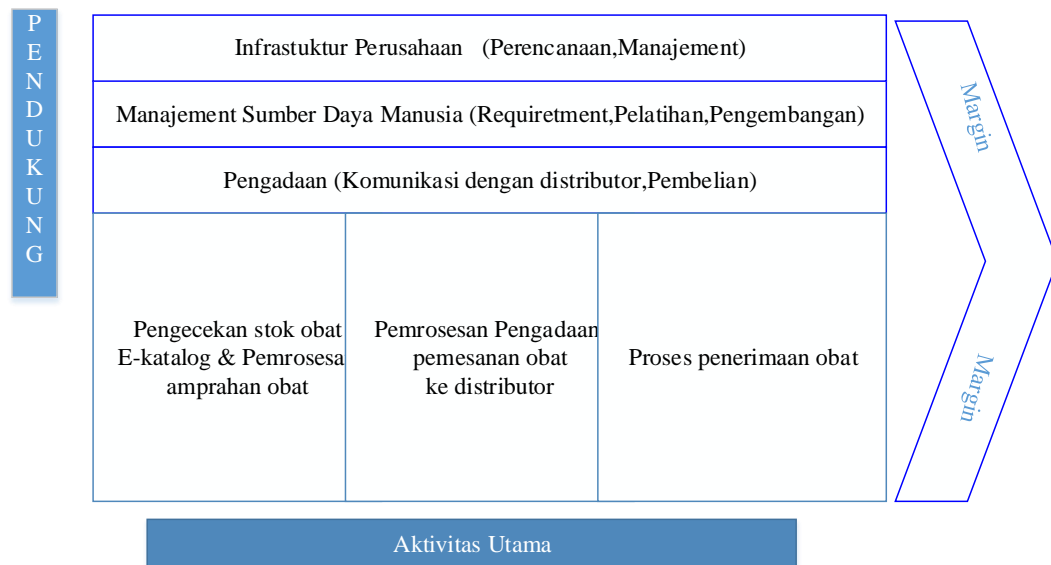 PENDUKUNG
Infrastuktur Perusahaan (Perencanaan,Manajement)
Manajement Sumber Daya Manusia (Requiretment,Pelatihan,Pengembangan)
Pengadaan (Komunikasi dengan distributor,Pembelian)
Pengecekan stok obat
E-katalog & Pemrosesa
amprahan obat
Pemrosesan Pengadaan
pemesanan obat
ke distributor
Proses penerimaan obat
Margin
Margin
Aktivitas Utama